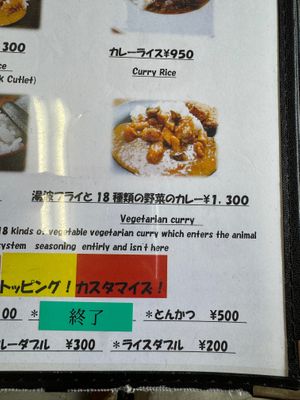 300
カレーライス¥950
Curry Rice
Cutlet)
湯波フライと18種類の野菜のカレー¥1,300
Vegetarian curry
18 Kinds of vegetable vegetarian curry which enters the animal
system seasoning entirly and isn't here
トッピング！カスタマイズ！
00 * 終了 *とんかつ ¥500
レーダブル ¥300 *ライスダブル ¥200